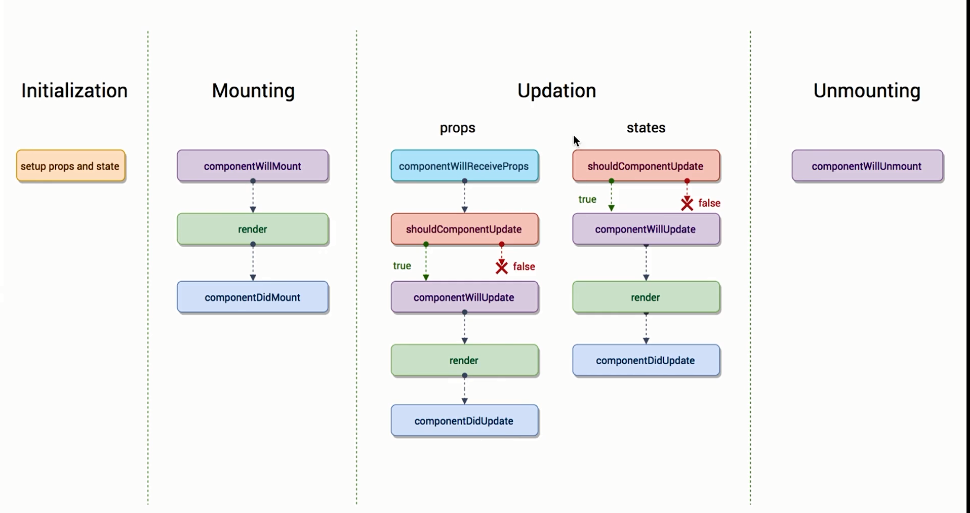 Initialization
setup props and state
Mounting
componentWillMount
render
componentDidMount
Updation
props
componentWillReceiveProps
shouldComponentUpdate
true
false
componentWillUpdate
render
componentDidUpdate
states
shouldComponentUpdate
true
false
componentWillUpdate
render
componentDidUpdate
Unmounting
componentWillUnmount